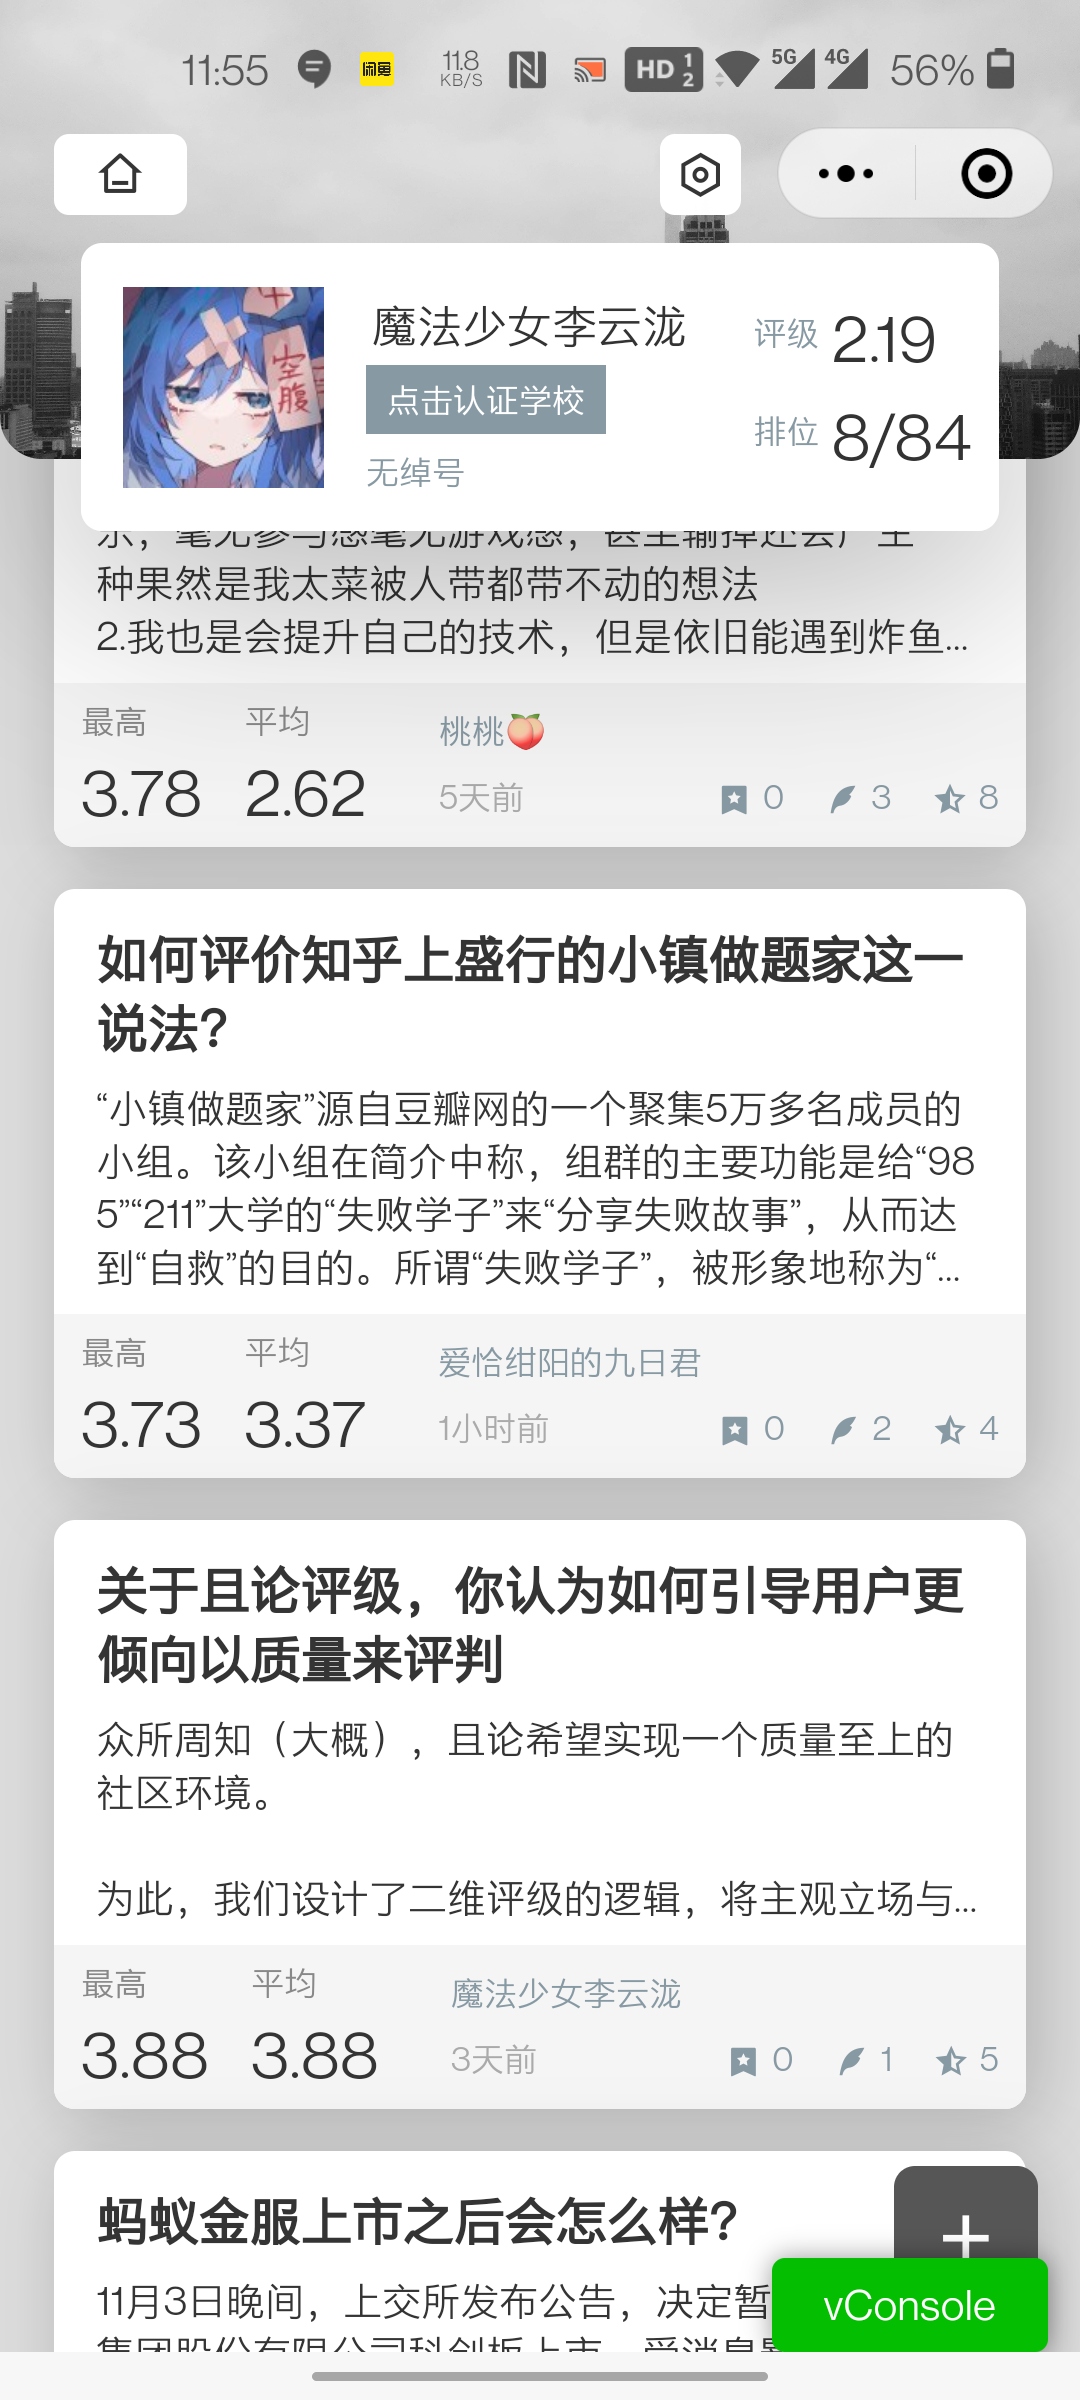 11:55
闲鱼
11.8
KB/S
HD 1 2
5G
4G
56%
魔法少女李云泷
评级 2.19
点击认证学校
排位 8/84
无绰号
空腹
种果然是我太菜被人带都带不动的想法
2.我也是会提升自己的技术，但是依旧能遇到炸鱼...
最高 平均 桃桃🍑
3.78 2.62 5天前 0 3 8
如何评价知乎上盛行的小镇做题家这一
说法？
“小镇做题家”源自豆瓣网的一个聚集5万多名成员的
小组。该小组在简介中称，组群的主要功能是给“98
5”“211”大学的“失败学子”来“分享失败故事”，从而达
到“自救”的目的。所谓“失败学子”，被形象地称为“...
最高 平均 爱恰绀阳的九日君
3.73 3.37 1小时前 0 2 4
关于且论评级，你认为如何引导用户更
倾向以质量来评判
众所周知（大概），且论希望实现一个质量至上的
社区环境。
为此，我们设计了二维评级的逻辑，将主观立场与...
最高 平均 魔法少女李云泷
3.88 3.88 3天前 0 1 5
蚂蚁金服上市之后会怎么样？
11月3日晚间，上交所发布公告，决定暂
vConsole